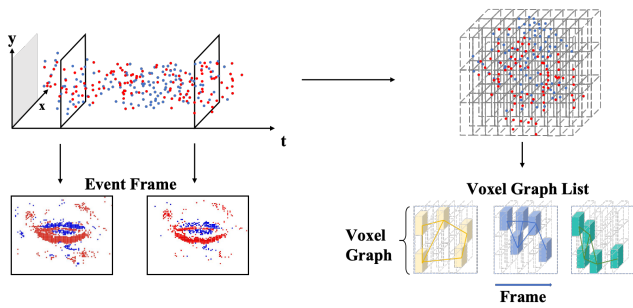 y
x
t
Event Frame
Voxel Graph List
Voxel
Graph
Frame